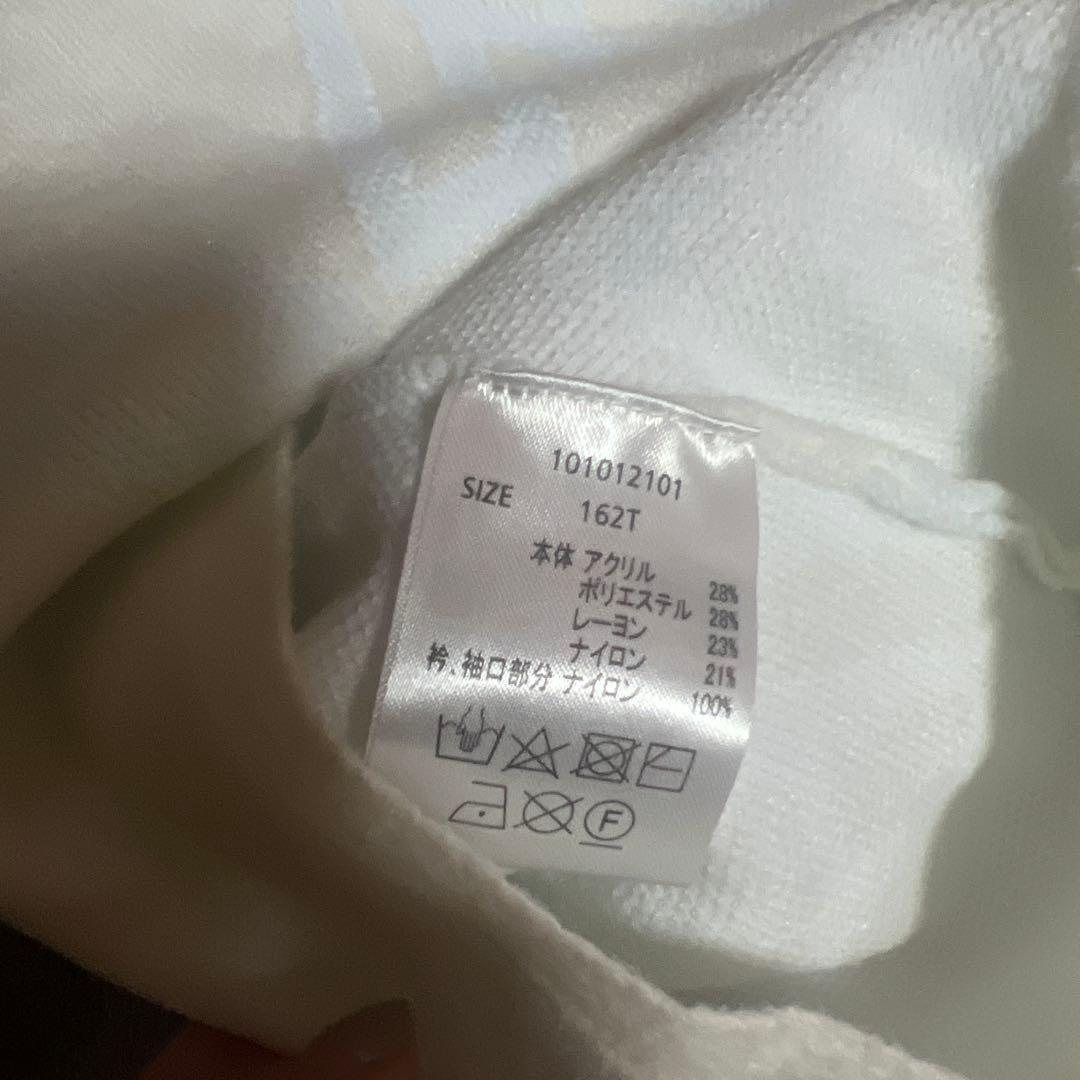 101012101
SIZE 162T
本体 アクリル 28%
ポリエステル 28%
レーヨン 23%
ナイロン 21%
衿、袖口部分 ナイロン 100%
F